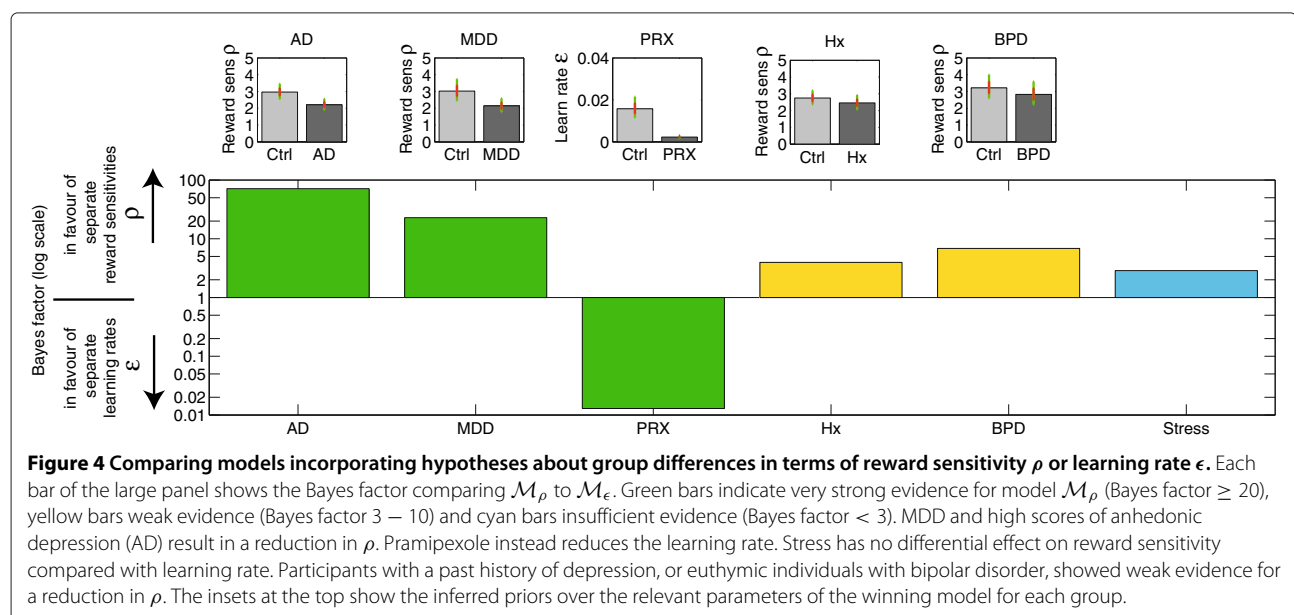 AD
MDD
PRX
Hx
BPD
Reward sens ρ
5
4
3
2
1
0
Ctrl AD
Reward sens ρ
5
4
3
2
1
0
Ctrl MDD
Learn rate ε
0.04
0.02
0
Ctrl PRX
Reward sens ρ
5
4
3
2
1
0
Ctrl Hx
Reward sens ρ
5
4
3
2
1
0
Ctrl BPD
Bayes factor (log scale)
in favour of
separate
reward sensitivities
ρ
in favour of
separate
learning rates
ε
100
50
20
10
5
2
1
0.5
0.2
0.1
0.05
0.02
0.01
AD MDD PRX Hx BPD Stress
Figure 4 Comparing models incorporating hypotheses about group differences in terms of reward sensitivity ρ or learning rate ϵ. Each
bar of the large panel shows the Bayes factor comparing ℳρ to ℳϵ. Green bars indicate very strong evidence for model ℳρ (Bayes factor ≥ 20),
yellow bars weak evidence (Bayes factor 3 − 10) and cyan bars insufficient evidence (Bayes factor < 3). MDD and high scores of anhedonic
depression (AD) result in a reduction in ρ. Pramipexole instead reduces the learning rate. Stress has no differential effect on reward sensitivity
compared with learning rate. Participants with a past history of depression, or euthymic individuals with bipolar disorder, showed weak evidence for
a reduction in ρ. The insets at the top show the inferred priors over the relevant parameters of the winning model for each group.